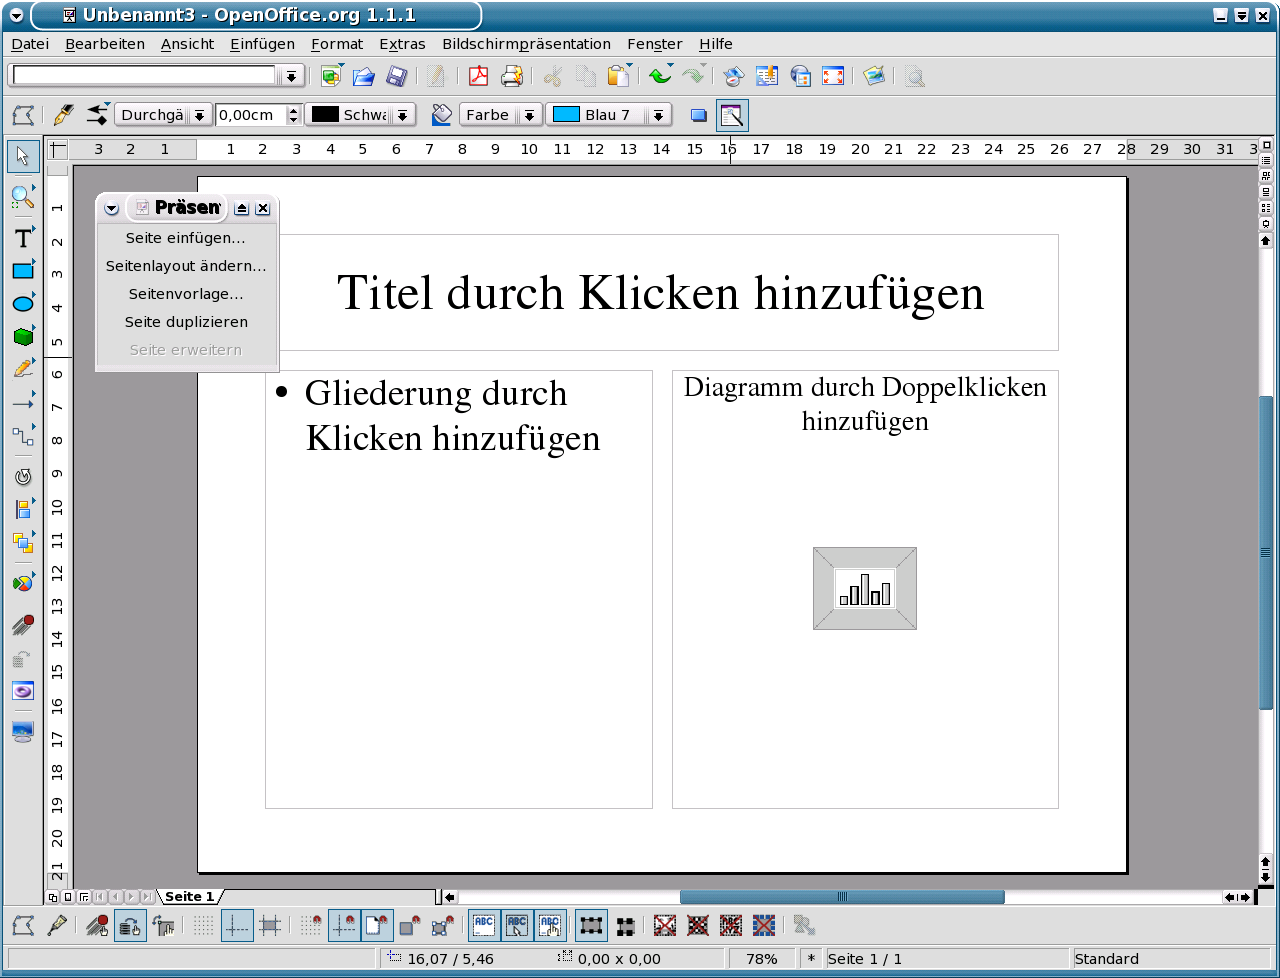 Unbenannt3 - OpenOffice.org 1.1.1
Datei Bearbeiten Ansicht Einfügen Format Extras Bildschirmpräsentation Fenster Hilfe
Durchgä 0,00cm Schwa Farbe Blau 7
3 2 1 1 2 3 4 5 6 7 8 9 10 11 12 13 14 15 16 17 18 19 20 21 22 23 24 25 26 27 28 29 30 31 3
1
2
3
4
5
6
7
8
9
10
11
12
13
14
15
16
17
18
19
20
21
Präsen
Seite einfügen...
Seitenlayout ändern...
Seitenvorlage...
Seite duplizieren
Seite erweitern
Titel durch Klicken hinzufügen
• Gliederung durch
Klicken hinzufügen
Diagramm durch Doppelklicken
hinzufügen
Seite 1
ABC ABC ABC
16,07 / 5,46 0,00 x 0,00 78% * Seite 1 / 1 Standard